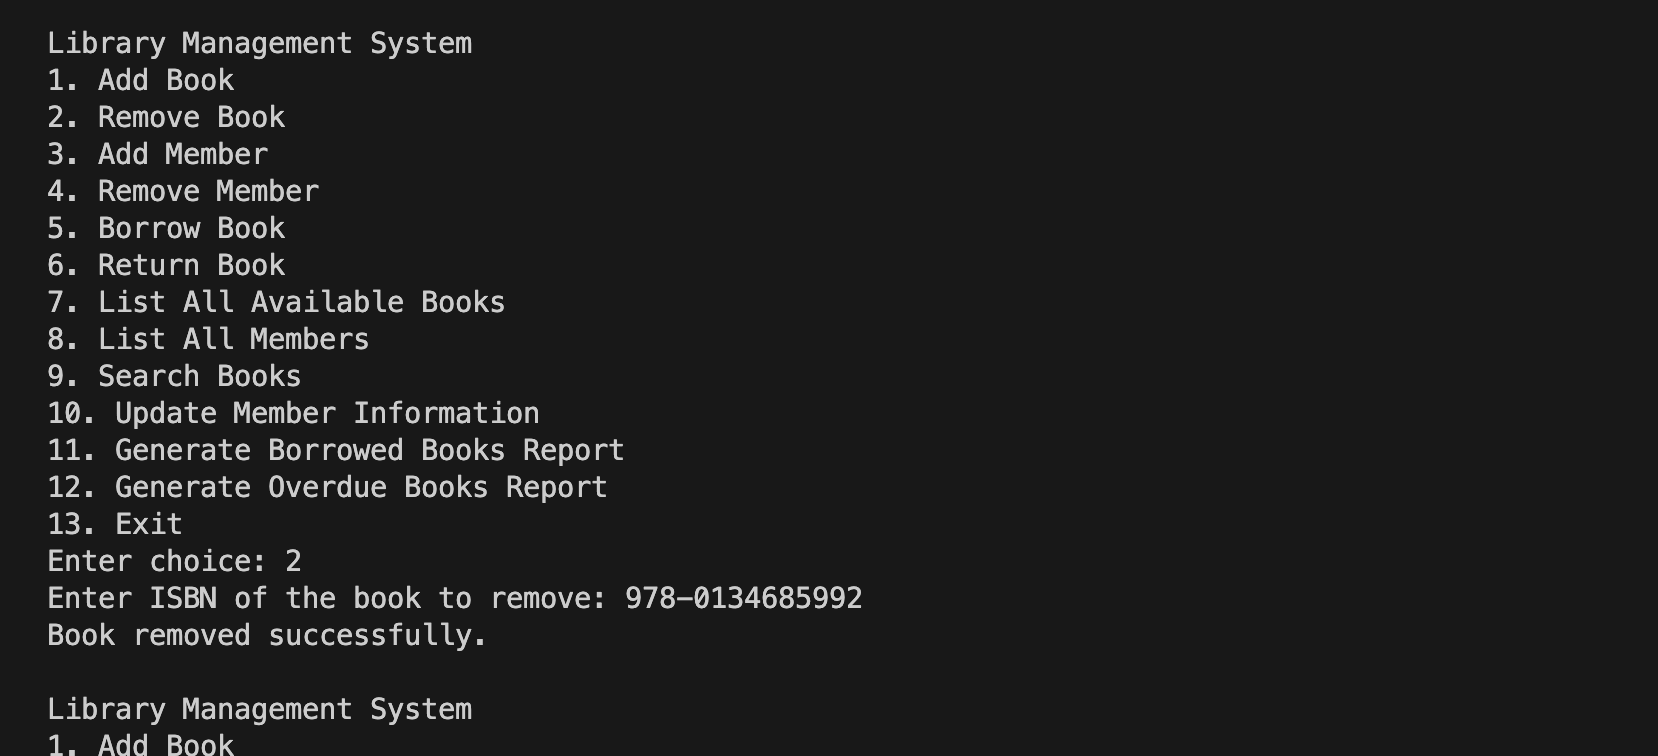 Library Management System
1. Add Book
2. Remove Book
3. Add Member
4. Remove Member
5. Borrow Book
6. Return Book
7. List All Available Books
8. List All Members
9. Search Books
10. Update Member Information
11. Generate Borrowed Books Report
12. Generate Overdue Books Report
13. Exit
Enter choice: 2
Enter ISBN of the book to remove: 978-0134685992
Book removed successfully.
Library Management System
1. Add Book